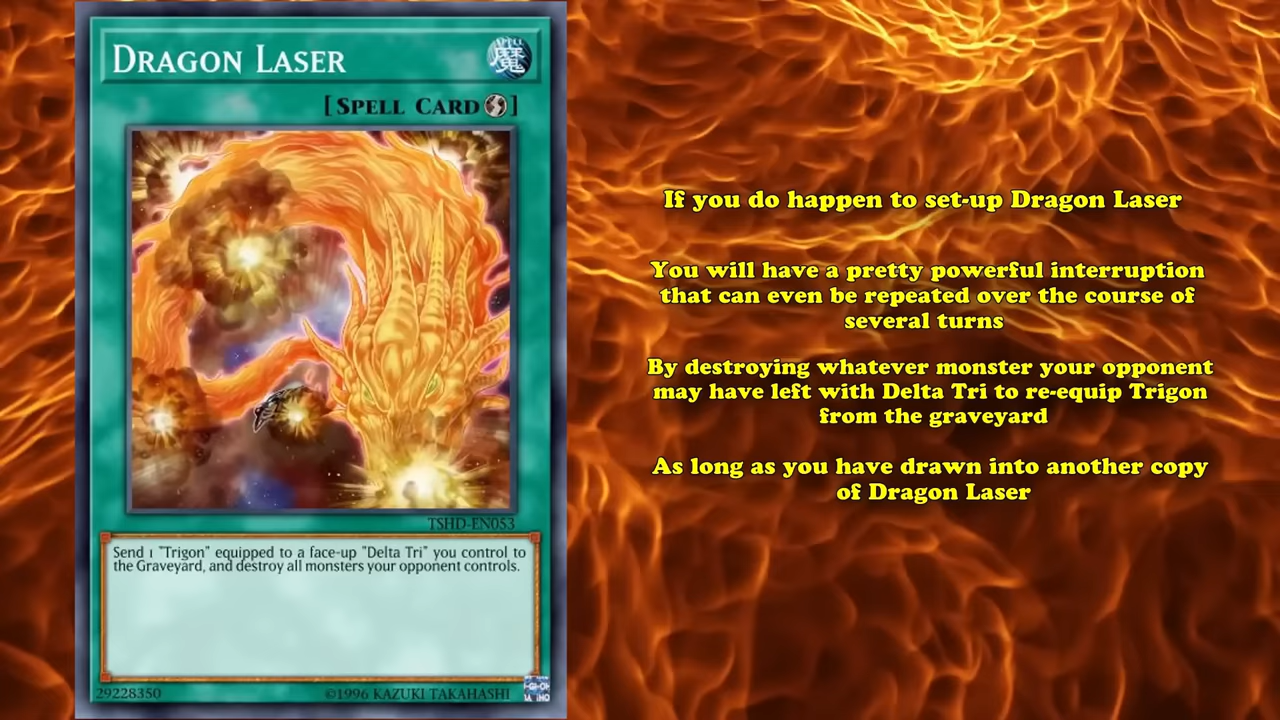 DRAGON LASER
SPELL
魔
[SPELL CARD ]
TSHD-EN053
Send 1 "Trigon" equipped to a face-up "Delta Tri" you control to
the Graveyard, and destroy all monsters your opponent controls.
29228350
©1996 KAZUKI TAKAHASHI
If you do happen to set-up Dragon Laser
You will have a pretty powerful interruption
that can even be repeated over the course of
several turns
By destroying whatever monster your opponent
may have left with Delta Tri to re-equip Trigon
from the graveyard
As long as you have drawn into another copy
of Dragon Laser